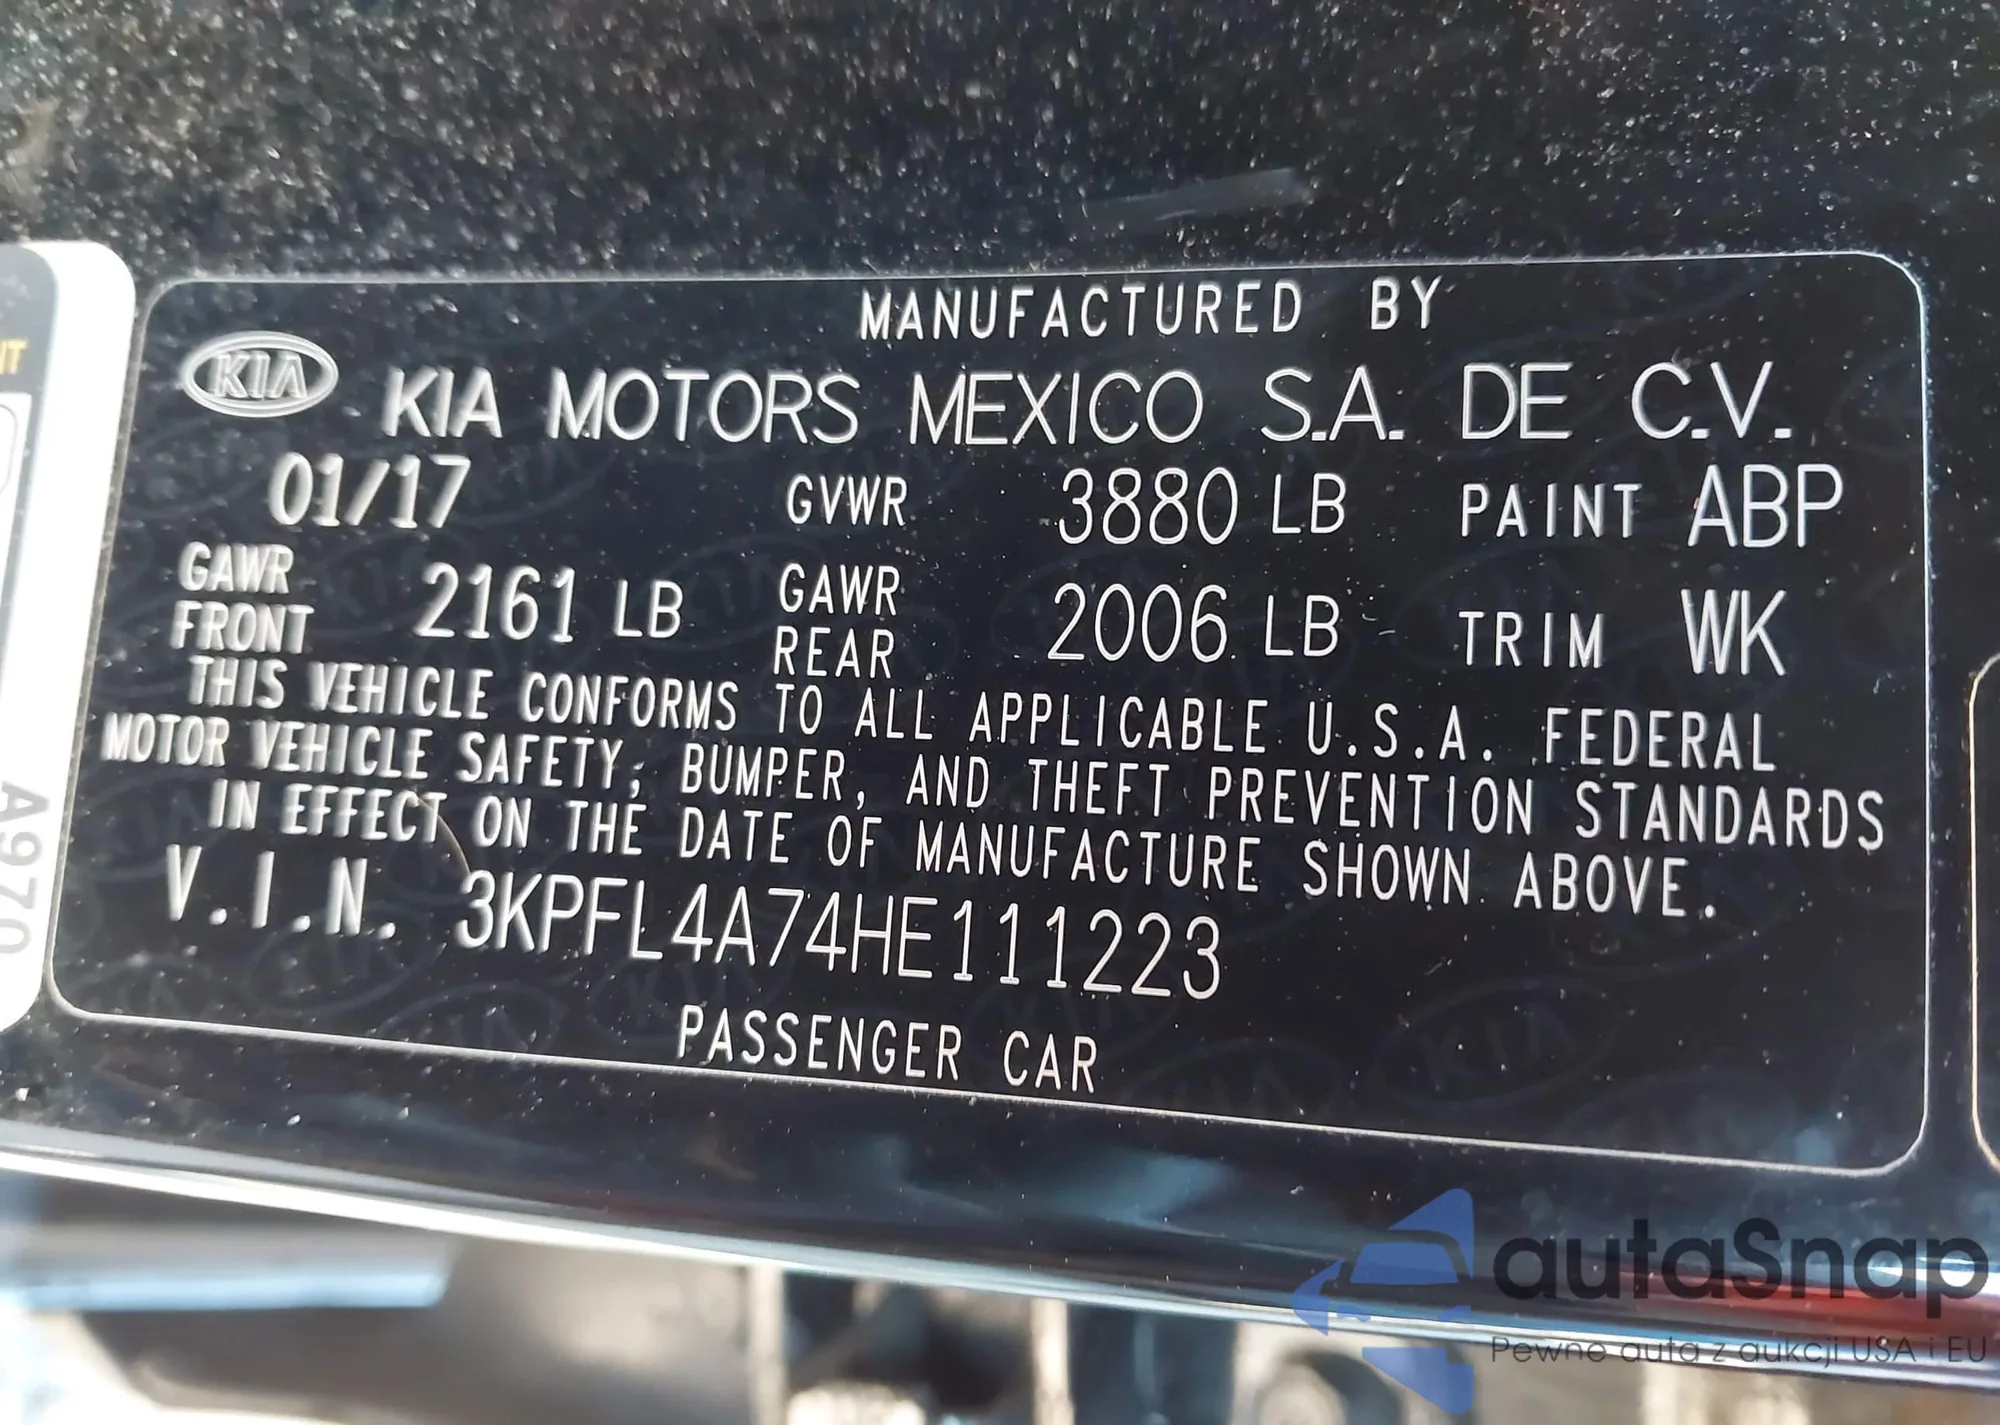 MANUFACTURED BY
KIA KIA MOTORS MEXICO S.A. DE C.V.
01/17 GVWR 3880 LB PAINT ABP
GAWR FRONT 2161 LB GAWR REAR 2006 LB TRIM WK
THIS VEHICLE CONFORMS TO ALL APPLICABLE U.S.A. FEDERAL
MOTOR VEHICLE SAFETY, BUMPER, AND THEFT PREVENTION STANDARDS
IN EFFECT ON THE DATE OF MANUFACTURE SHOWN ABOVE.
V.I.N. 3KPFL4A74HE111223
PASSENGER CAR
A970
autaSnap
Pewne auta z aukcji USA i EU